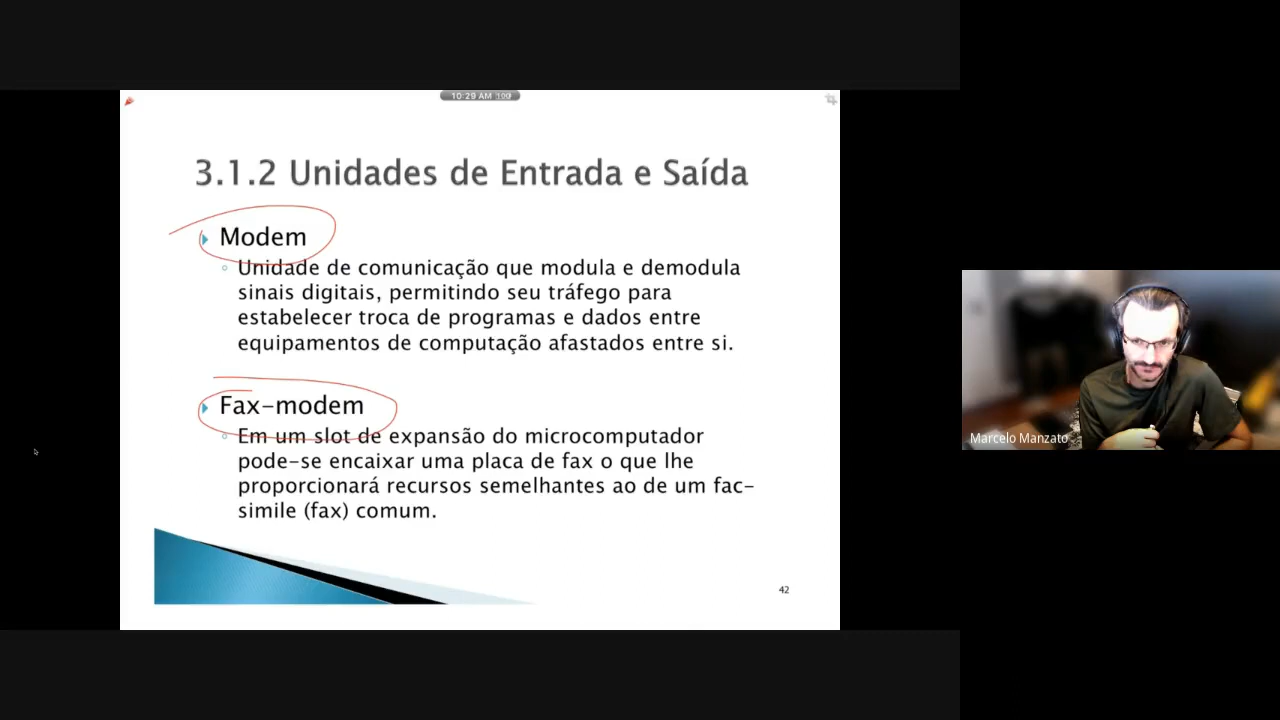 10:29 AM 100
3.1.2 Unidades de Entrada e Saída
Modem
Unidade de comunicação que modula e demodula
sinais digitais, permitindo seu tráfego para
estabelecer troca de programas e dados entre
equipamentos de computação afastados entre si.
Fax-modem
Em um slot de expansão do microcomputador
pode-se encaixar uma placa de fax o que lhe
proporcionará recursos semelhantes ao de um fac-
simile (fax) comum.
42
Marcelo Manzato